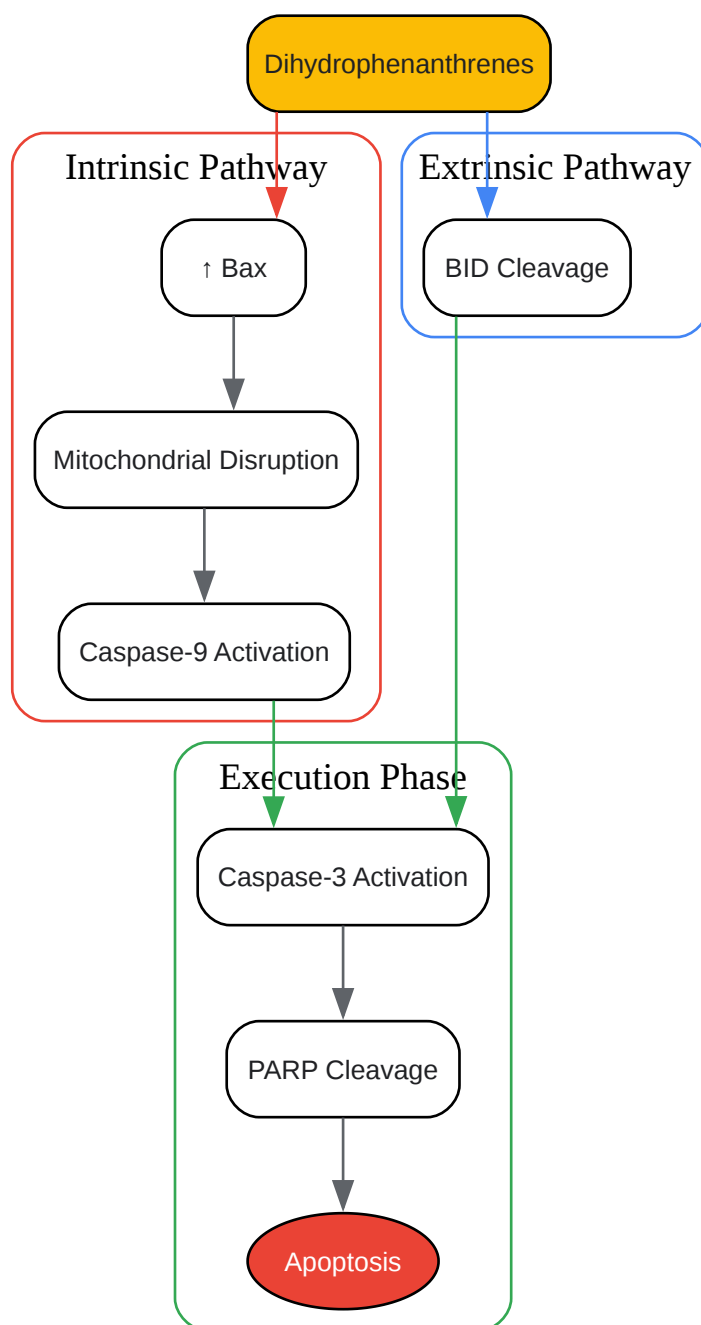 Dihydrophenanthrenes
Intrinsic Pathway
Extrinsic Pathway
↑ Bax
BID Cleavage
Mitochondrial Disruption
Caspase-9 Activation
Execution Phase
Caspase-3 Activation
PARP Cleavage
Apoptosis